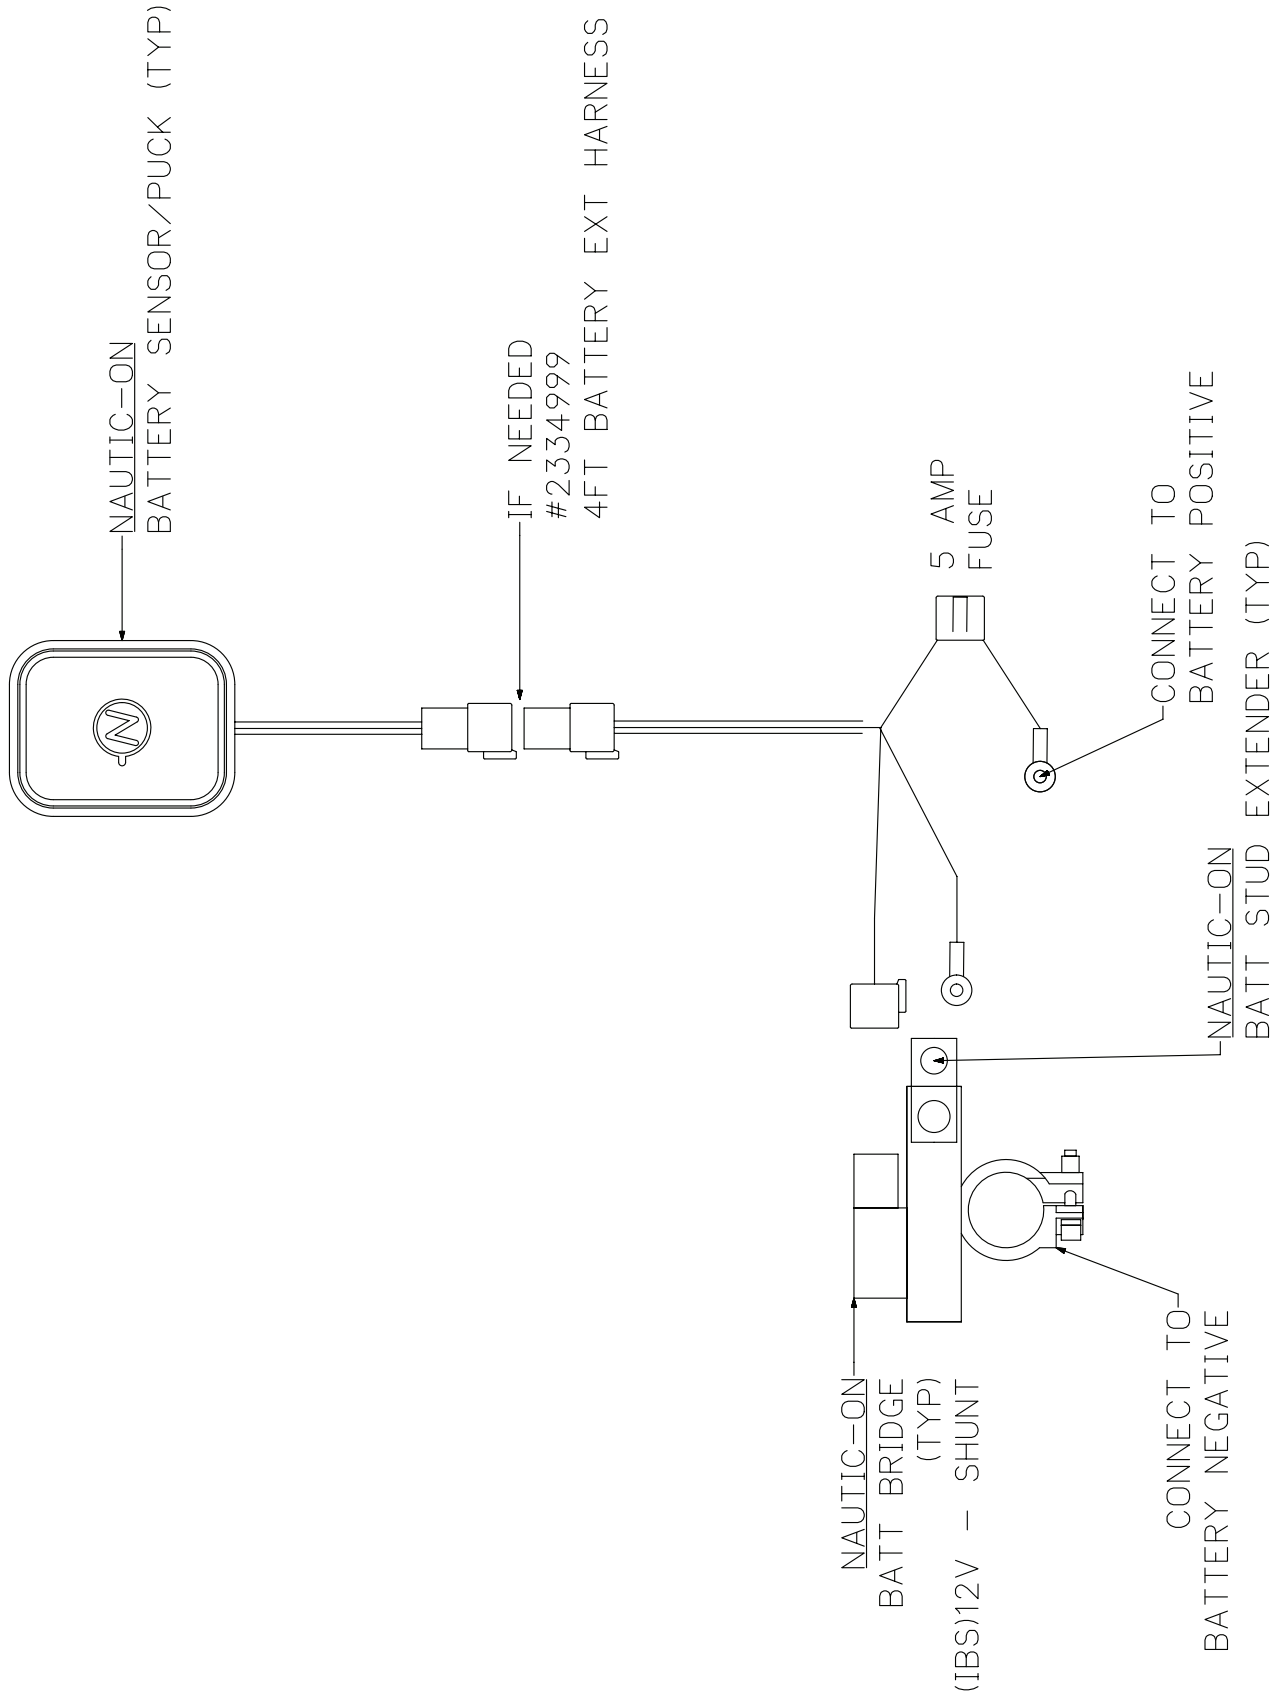 NAUTIC-ON
BATTERY SENSOR/PUCK (TYP)
IF NEEDED
#2334999
4FT BATTERY EXT HARNESS
5 AMP
FUSE
CONNECT TO
BATTERY POSITIVE
NAUTIC-ON
BATT STUD EXTENDER (TYP)
NAUTIC-ON
BATT BRIDGE
(TYP)
(IBS)12V - SHUNT
CONNECT TO
BATTERY NEGATIVE
N